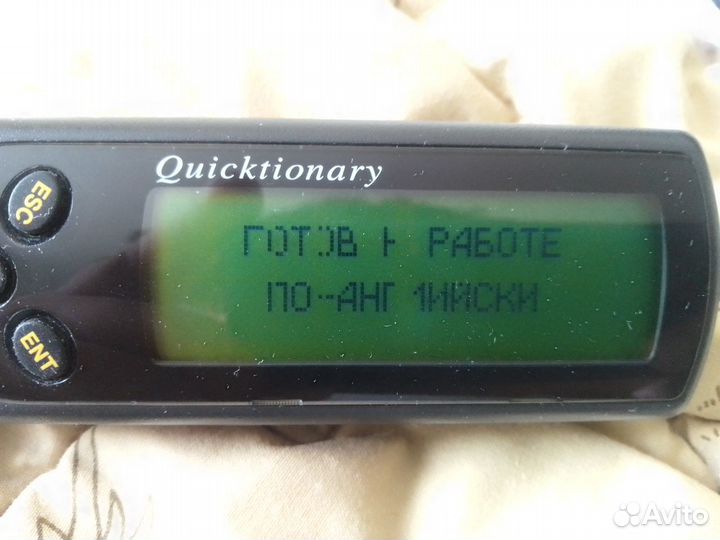 Quicktionary
ESC
ГОТОВ К РАБОТЕ
ПО-АНГЛИЙСКИ
ENT
Avito